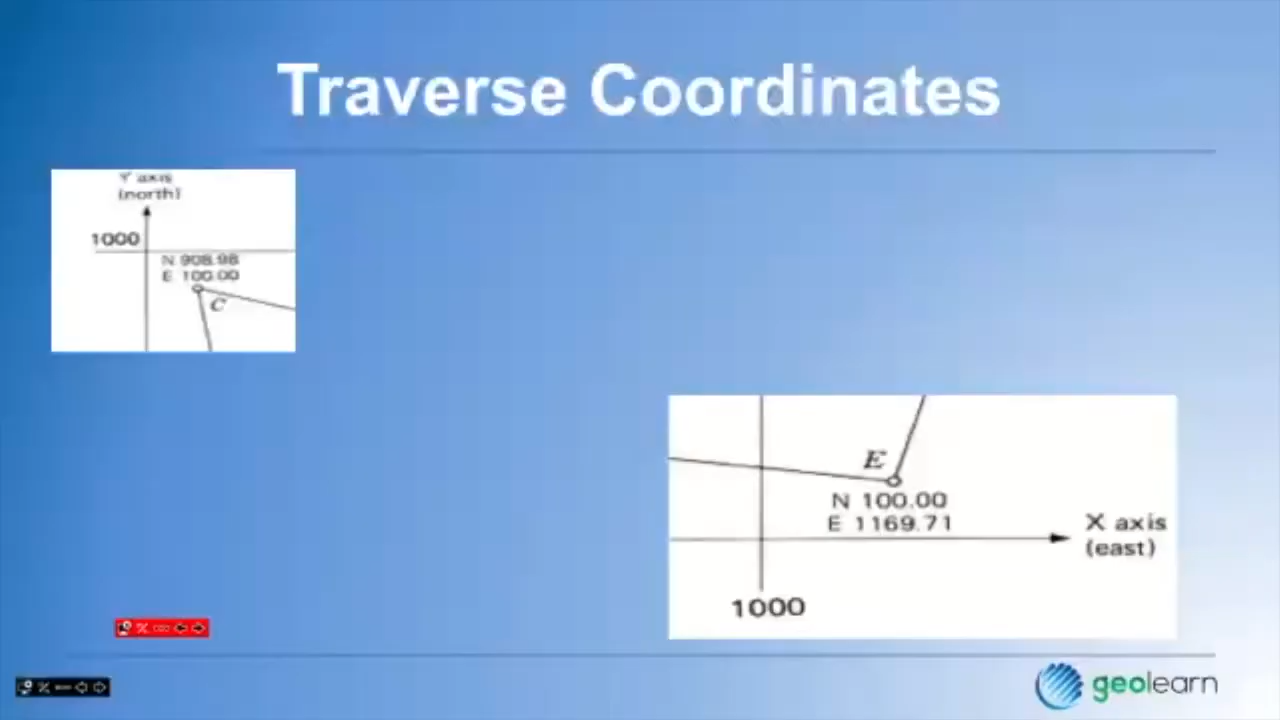 Traverse Coordinates
Y axis
(north)
1000
N 908.98
E 100.00
C
E
N 100.00
E 1169.71
X axis
(east)
1000
geolearn